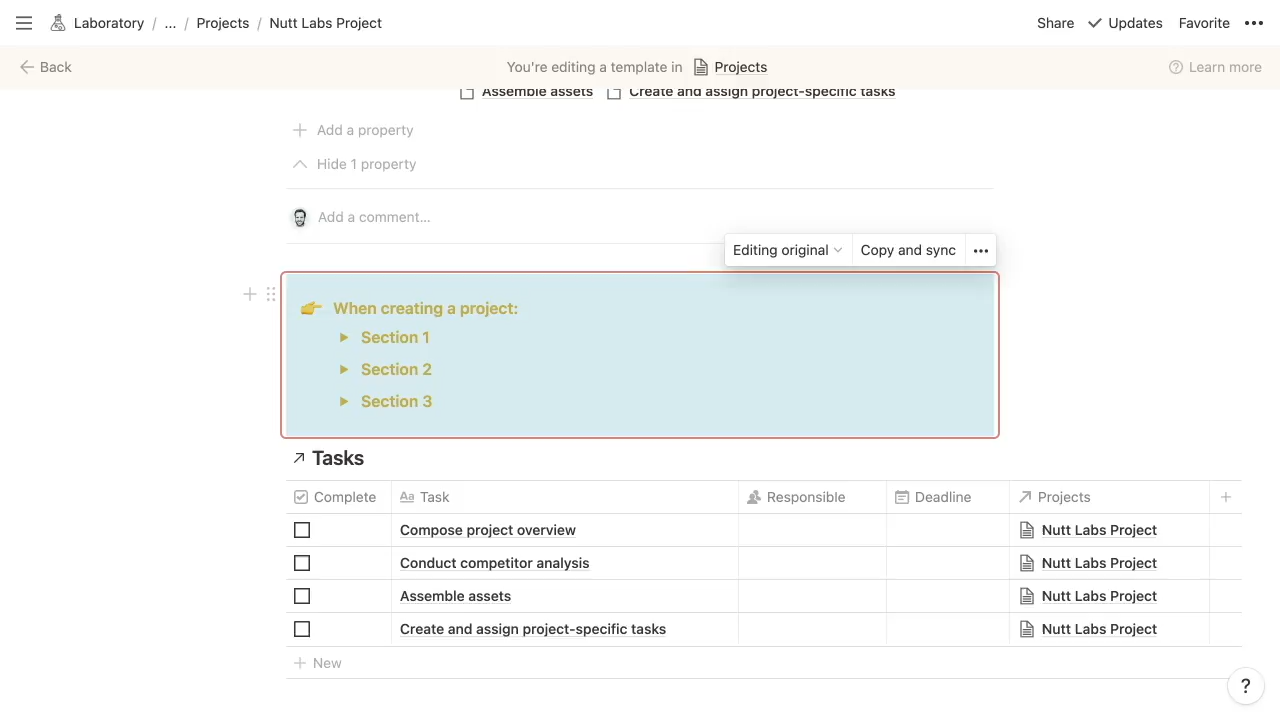 Laboratory / ... / Projects / Nutt Labs Project Share Updates Favorite •••
Back You're editing a template in Projects Learn more
Assemble assets Create and assign project-specific tasks
Add a property
Hide 1 property
Add a comment…
Editing original Copy and sync •••
When creating a project:
Section 1
Section 2
Section 3
Tasks
Complete Aa Task Responsible Deadline Projects +
Compose project overview Nutt Labs Project
Conduct competitor analysis Nutt Labs Project
Assemble assets Nutt Labs Project
Create and assign project-specific tasks Nutt Labs Project
+ New
?